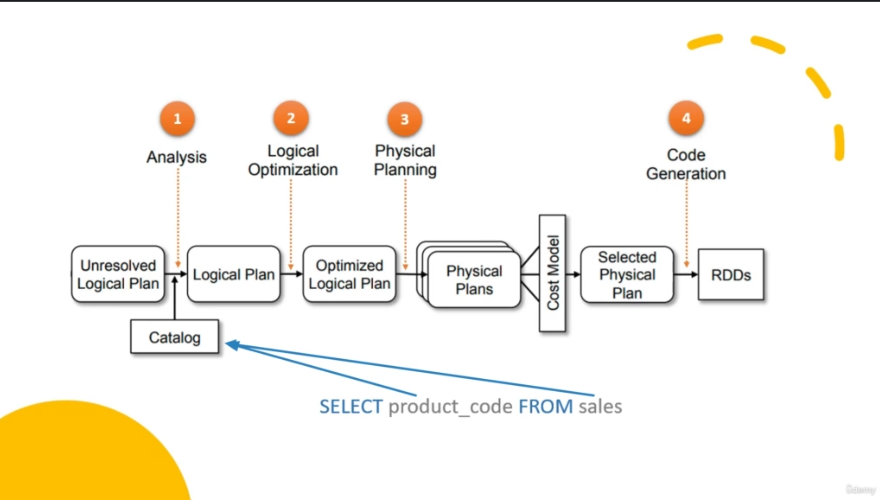 1
Analysis
2
Logical
Optimization
3
Physical
Planning
4
Code
Generation
Unresolved
Logical Plan
Logical Plan
Optimized
Logical Plan
Physical
Plans
Cost Model
Selected
Physical
Plan
RDDs
Catalog
SELECT product_code FROM sales
Udemy